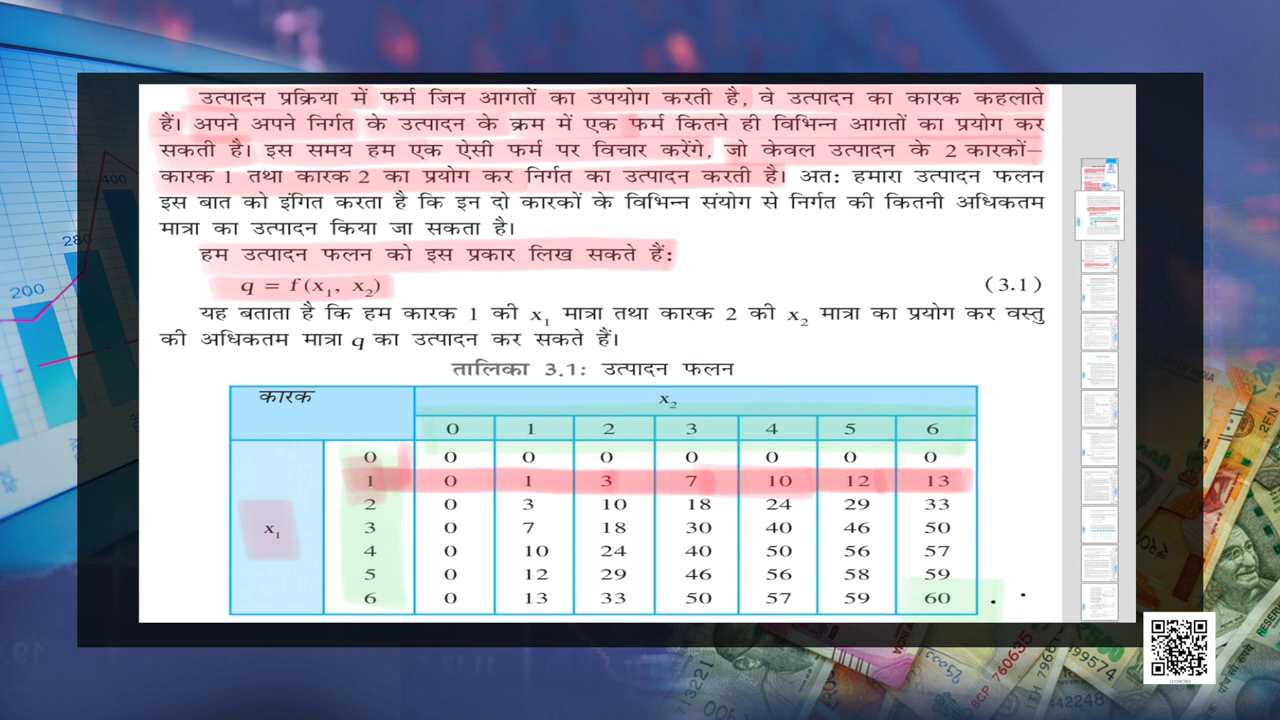 उत्पादन प्रक्रिया में फर्म जिन आगतों का उपयोग करती है, वे उत्पादन का कारक कहलाते
हैं। अपने अपने निर्गत के उत्पादन के क्रम में एक फर्म कितने ही विभिन्न आगतों का प्रयोग कर
सकती है। इस समय हम एक ऐसी फर्म पर विचार करेंगे, जो केवल उत्पादन के 2 कारकों–
कारक 1 तथा कारक 2 का प्रयोग कर निर्गत का उत्पादन करती है। अत: हमारा उत्पादन फलन
इस बात को इंगित करता है कि इन दो कारकों के विभिन्न संयोग से निर्गत की कितनी अधिकतम
मात्रा का उत्पादन किया जा सकता है।
हम उत्पादन फलन को इस प्रकार लिख सकते हैं:
q = f (x₁, x₂) (3.1)
यह बताता है कि हम कारक 1 की x₁ मात्रा तथा कारक 2 की x₂ मात्रा का प्रयोग कर वस्तु
की अधिकतम मात्रा q का उत्पादन कर सकते हैं।
तालिका 3.1: उत्पादन फलन
कारक x₂
0 1 2 3 4 5 6
0 0 0 0 0 0 0 0
1 0 1 3 7 10 12 13
2 0 3 10 18 24 29 33
x₁ 3 0 7 18 30 40 46 50
4 0 10 24 40 50 56 57
5 0 12 29 46 56 58 59
6 0 13 33 50 57 59 60
200
400